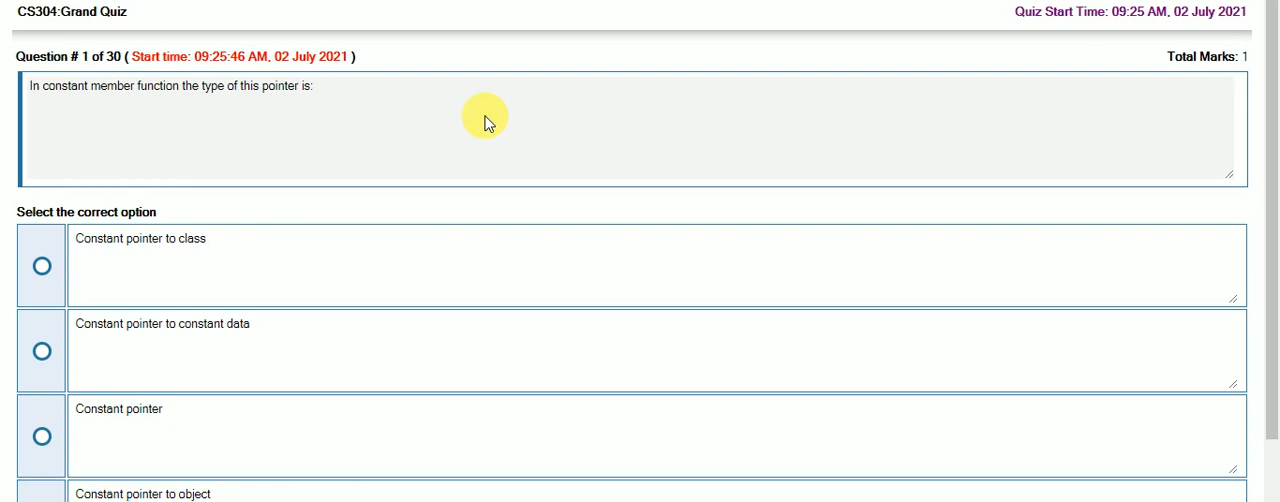 CS304:Grand Quiz
Quiz Start Time: 09:25 AM, 02 July 2021
Question # 1 of 30 ( Start time: 09:25:46 AM, 02 July 2021 )
Total Marks: 1
In constant member function the type of this pointer is:
Select the correct option
Constant pointer to class
Constant pointer to constant data
Constant pointer
Constant pointer to object